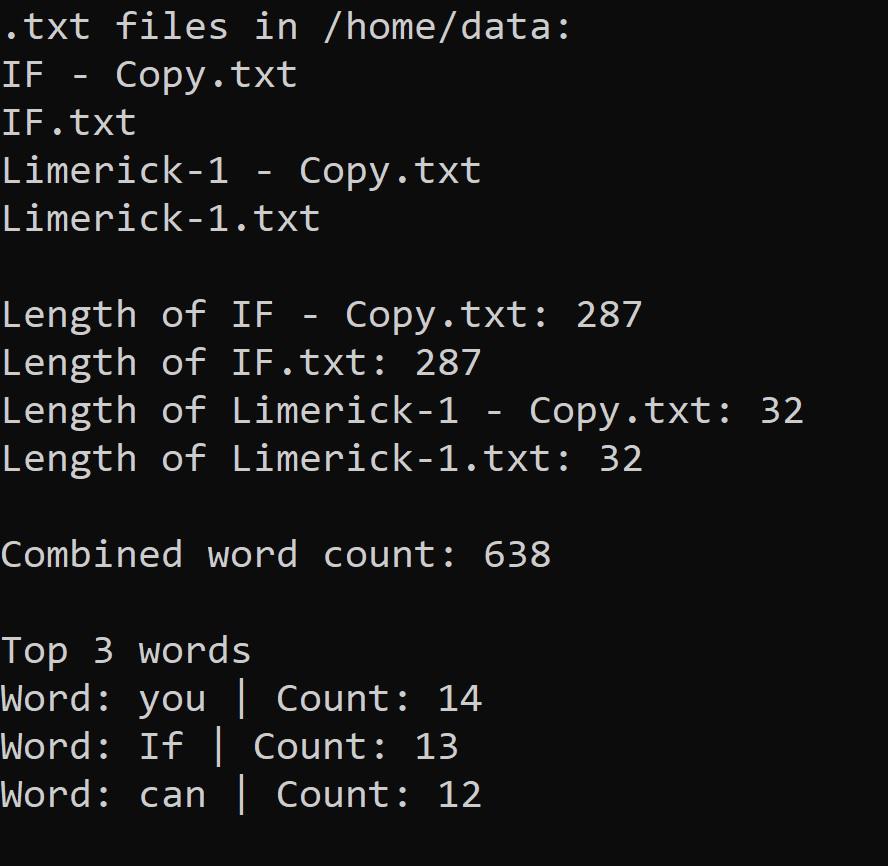 .txt files in /home/data:
IF - Copy.txt
IF.txt
Limerick-1 - Copy.txt
Limerick-1.txt
Length of IF - Copy.txt: 287
Length of IF.txt: 287
Length of Limerick-1 - Copy.txt: 32
Length of Limerick-1.txt: 32
Combined word count: 638
Top 3 words
Word: you | Count: 14
Word: If | Count: 13
Word: can | Count: 12